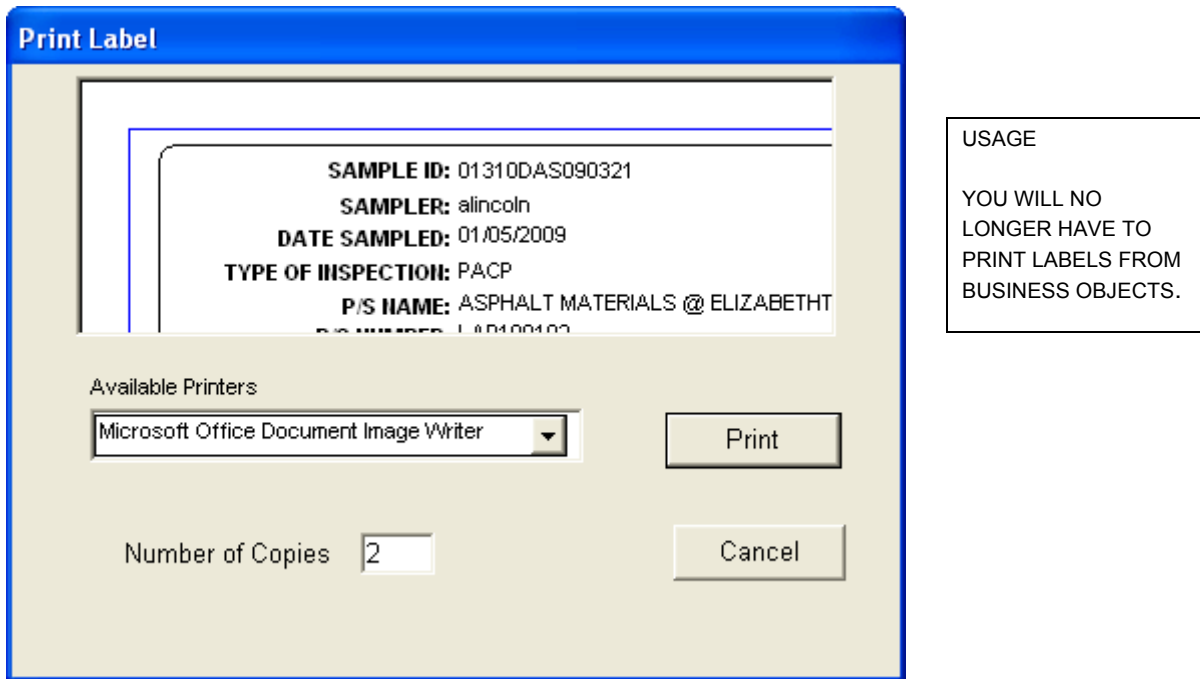 Print Label
SAMPLE ID: 01310DAS090321
SAMPLER: alincoln
DATE SAMPLED: 01/05/2009
TYPE OF INSPECTION: PACP
P/S NAME: ASPHALT MATERIALS @ ELIZABETHT
P/S NUMBER
Available Printers
Microsoft Office Document Image Writer
Print
Number of Copies 2
Cancel
USAGE
YOU WILL NO
LONGER HAVE TO
PRINT LABELS FROM
BUSINESS OBJECTS.